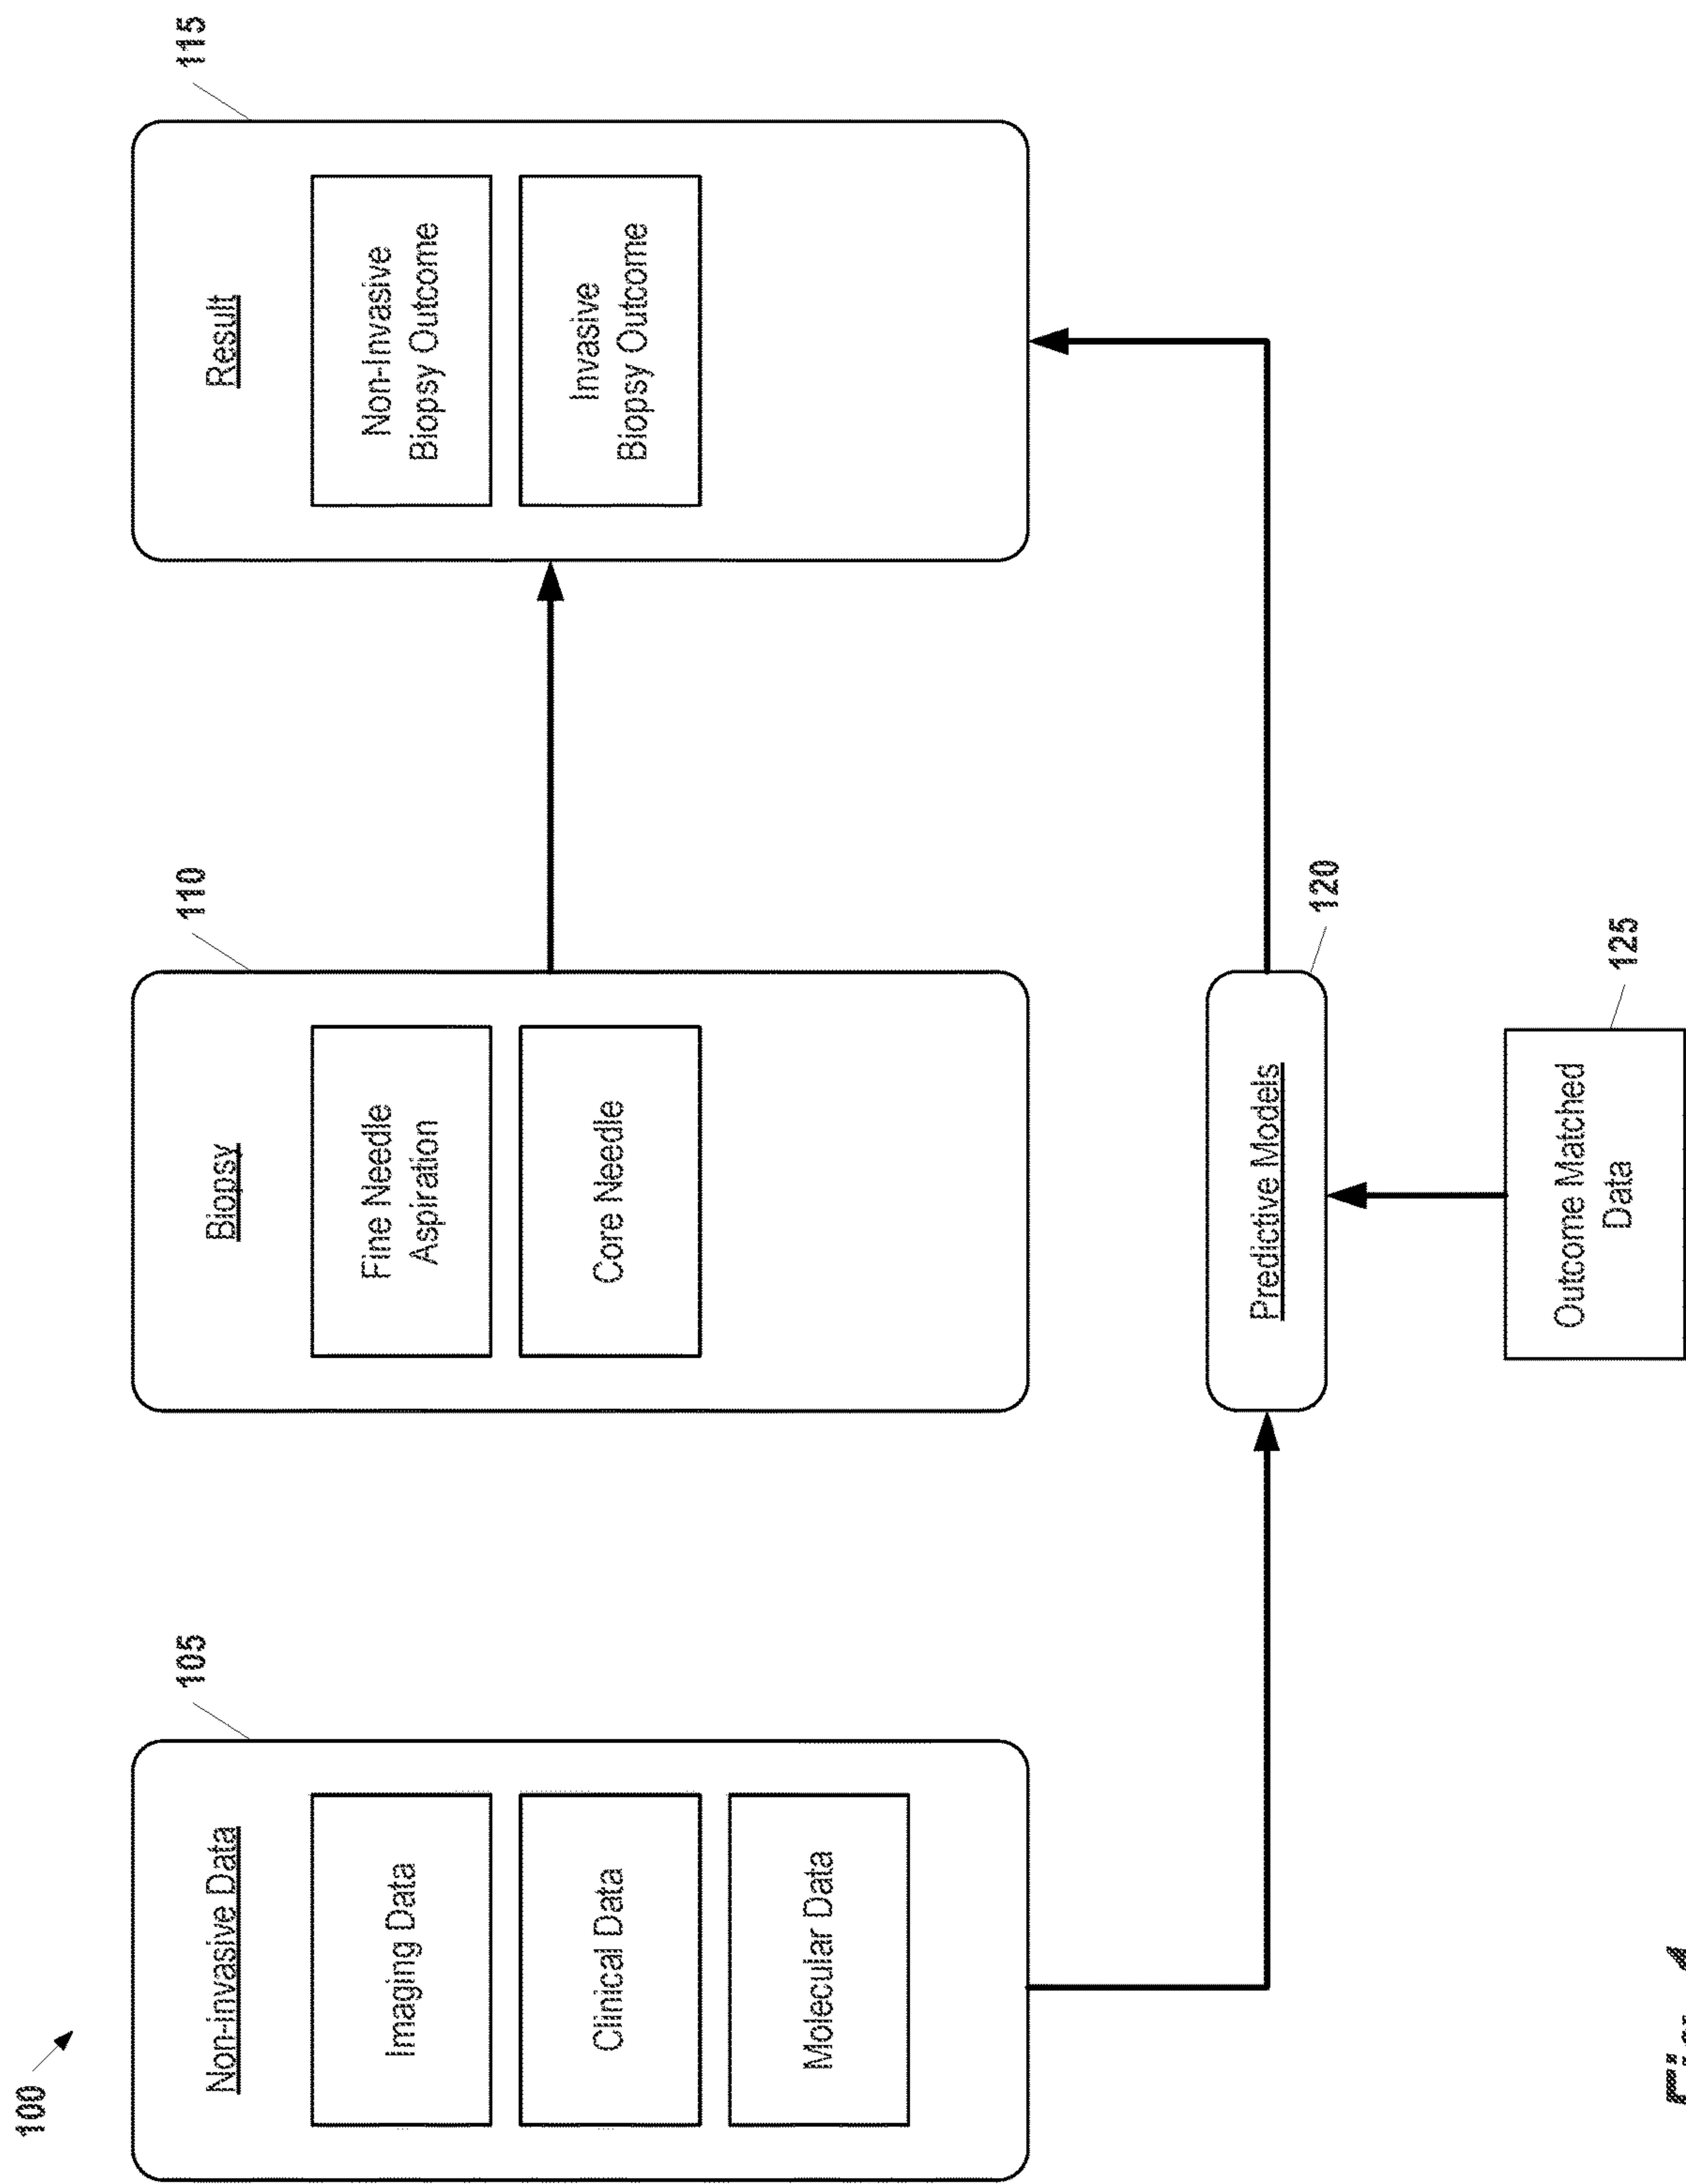 100
105
Non-invasive Data
Imaging Data
Clinical Data
Molecular Data
110
Biopsy
Fine Needle
Aspiration
Core Needle
115
Result
Non-Invasive
Biopsy Outcome
Invasive
Biopsy Outcome
120
Predictive Models
125
Outcome Matched
Data